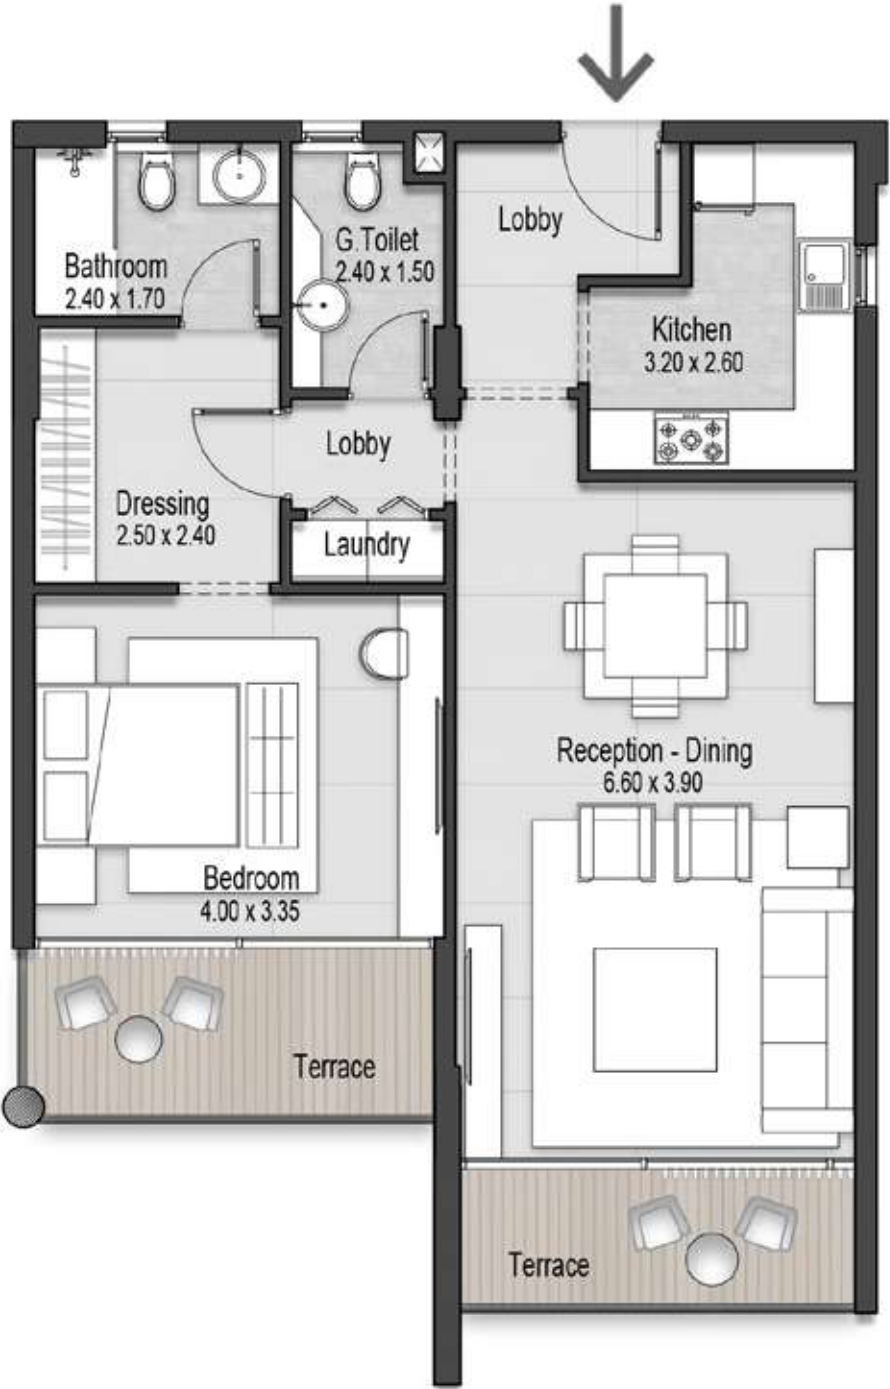 Lobby
G.Toilet
2.40 x 1.50
Bathroom
2.40 x 1.70
Kitchen
3.20 x 2.60
Lobby
Dressing
2.50 x 2.40
Laundry
Reception - Dining
6.60 x 3.90
Bedroom
4.00 x 3.35
Terrace
Terrace